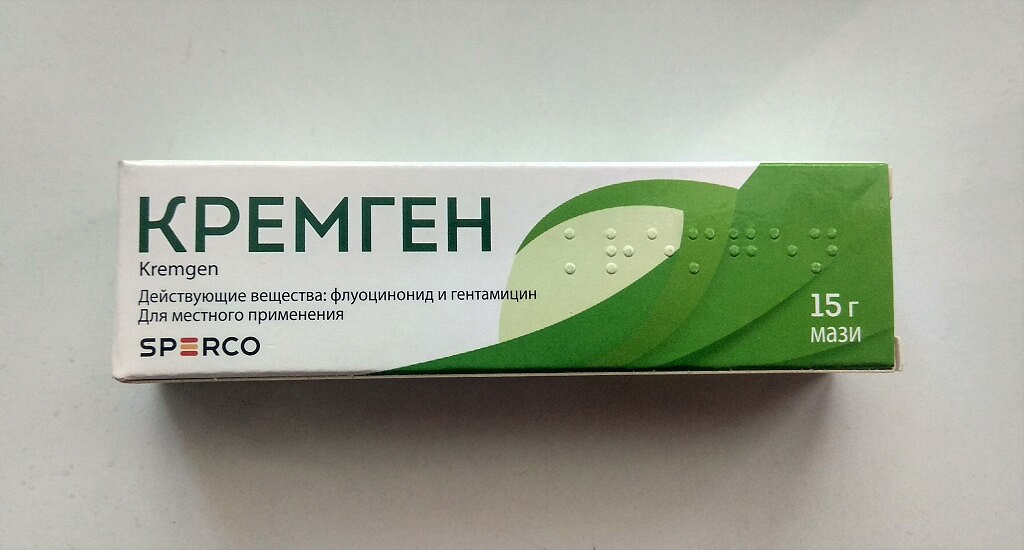 КРЕМГЕН
Kremgen
Действующие вещества: флуоцинонид и гентамицин
Для местного применения
SPERCO
15 г
мази